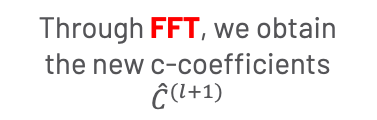 Through FFT, we obtain
the new c-coefficients
Ĉ⁽ˡ⁺¹⁾